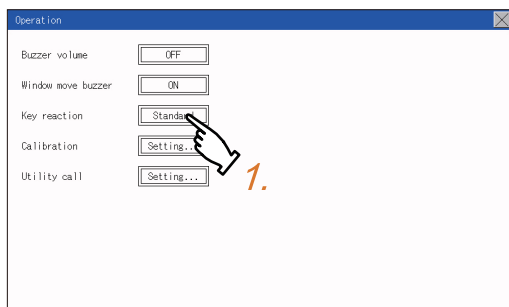 Operation
Buzzer volume OFF
Window move buzzer ON
Key reaction Standard
Calibration Setting...
Utility call Setting...
1.